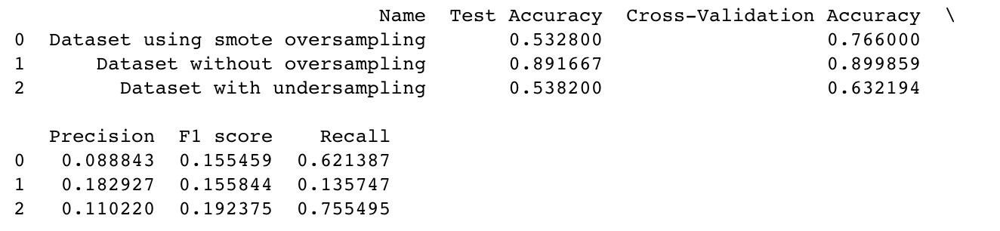 Name Test Accuracy Cross-Validation Accuracy \
0 Dataset using smote oversampling 0.532800 0.766000
1 Dataset without oversampling 0.891667 0.899859
2 Dataset with undersampling 0.538200 0.632194
Precision F1 score Recall
0 0.088843 0.155459 0.621387
1 0.182927 0.155844 0.135747
2 0.110220 0.192375 0.755495